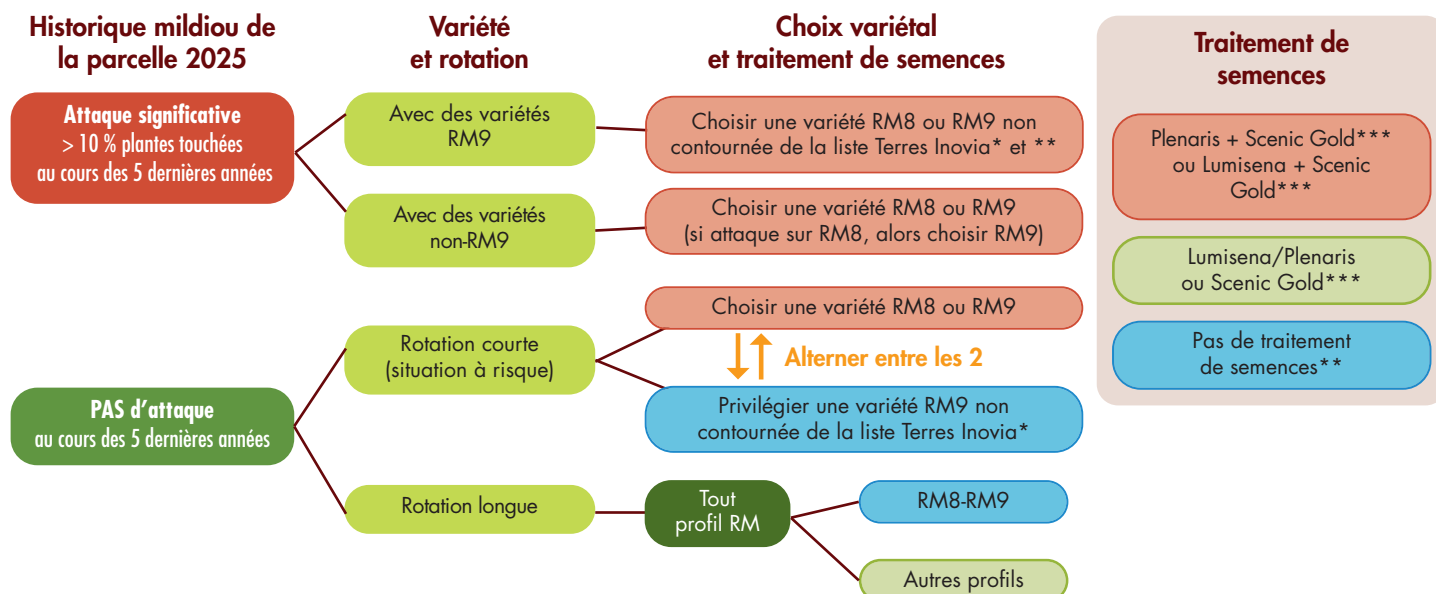 Historique mildiou de
la parcelle 2025
Variété
et rotation
Choix variétal
et traitement de semences
Traitement de
semences
Attaque significative
> 10 % plantes touchées
au cours des 5 dernières années
Avec des variétés
RM9
Choisir une variété RM8 ou RM9 non
contournée de la liste Terres Inovia* et **
Avec des variétés
non-RM9
Choisir une variété RM8 ou RM9
(si attaque sur RM8, alors choisir RM9)
PAS d'attaque
au cours des 5 dernières années
Rotation courte
(situation à risque)
Choisir une variété RM8 ou RM9
Alterner entre les 2
Privilégier une variété RM9 non
contournée de la liste Terres Inovia*
Rotation longue
Tout
profil RM
RM8-RM9
Autres profils
Plenaris + Scenic Gold***
ou Lumisena + Scenic
Gold***
Lumisena/Plenaris
ou Scenic Gold***
Pas de traitement
de semences**